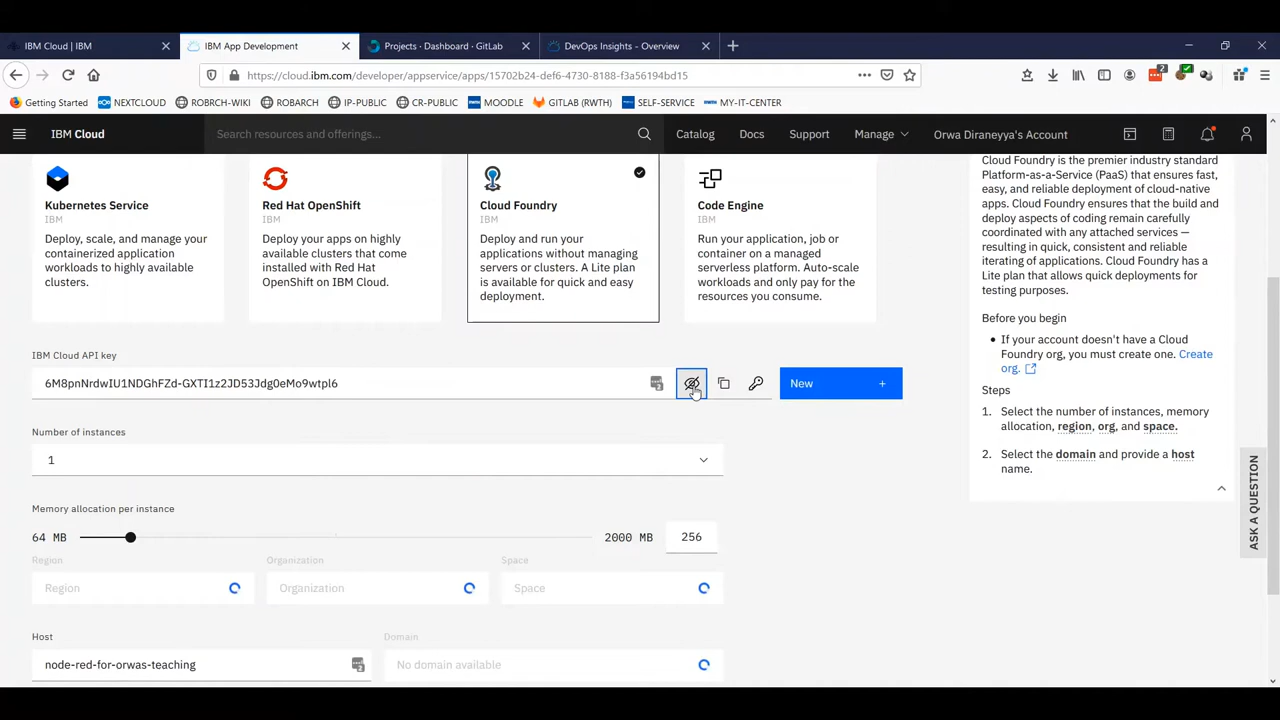 IBM Cloud | IBM
IBM App Development
Projects · Dashboard · GitLab
DevOps Insights - Overview
https://cloud.ibm.com/developer/appservice/apps/15702b24-def6-4730-8188-f3a56194bd15
2
Getting Started
NEXTCLOUD
ROBRCH-WIKI
ROBARCH
IP-PUBLIC
CR-PUBLIC
MOODLE
GITLAB (RWTH)
SELF-SERVICE
MY-IT-CENTER
IBM Cloud
Search resources and offerings...
Catalog
Docs
Support
Manage
Orwa Diraneyya's Account
Kubernetes Service
IBM
Deploy, scale, and manage your
containerized application
workloads to highly available
clusters.
Red Hat OpenShift
IBM
Deploy your apps on highly
available clusters that come
installed with Red Hat
OpenShift on IBM Cloud.
Cloud Foundry
IBM
Deploy and run your
applications without managing
servers or clusters. A Lite plan
is available for quick and easy
deployment.
Code Engine
IBM
Run your application, job or
container on a managed
serverless platform. Auto-scale
workloads and only pay for the
resources you consume.
IBM Cloud API key
6M8pnNrdwIU1NDGhFZd-GXTI1z2JD53Jdg0eMo9wtpl6
New
Number of instances
1
Memory allocation per instance
64 MB
2000 MB
256
Region
Organization
Space
Region
Organization
Space
Host
Domain
node-red-for-orwas-teaching
No domain available
Cloud Foundry is the premier industry standard
Platform-as-a-Service (PaaS) that ensures fast,
easy, and reliable deployment of cloud-native
apps. Cloud Foundry ensures that the build and
deploy aspects of coding remain carefully
coordinated with any attached services —
resulting in quick, consistent and reliable
iterating of applications. Cloud Foundry has a
Lite plan that allows quick deployments for
testing purposes.
Before you begin
If your account doesn't have a Cloud
Foundry org, you must create one. Create
org.
Steps
1. Select the number of instances, memory
allocation, region, org, and space.
2. Select the domain and provide a host
name.
ASK A QUESTION